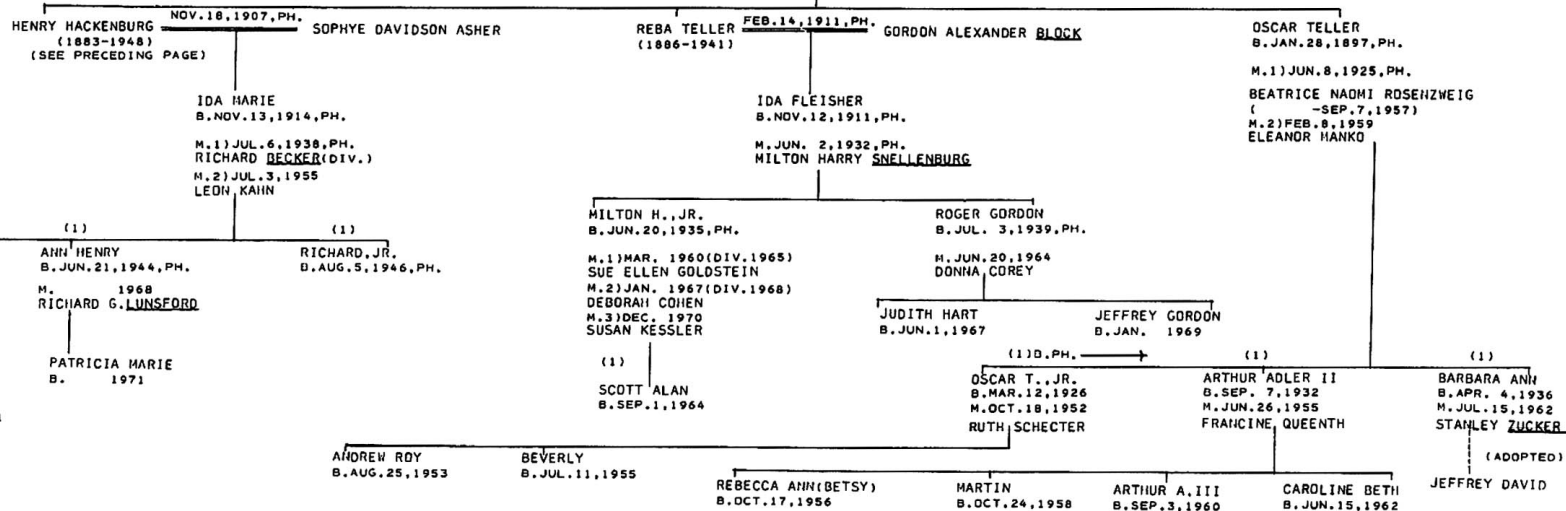 HENRY HACKENBURG
NOV.18,1907,PH.
SOPHYE DAVIDSON ASHER
(1883-1948)
(SEE PRECEDING PAGE)
REBA TELLER
FEB.14,1911,PH.
GORDON ALEXANDER BLOCK
(1886-1941)
OSCAR TELLER
B.JAN.28,1897,PH.
M.1)JUN.8,1925,PH.
BEATRICE NAOMI ROSENZWEIG
( -SEP.7,1957)
M.2)FEB.8,1959
ELEANOR MANKO
IDA MARIE
B.NOV.13,1914,PH.
M.1)JUL.6,1938,PH.
RICHARD BECKER(DIV.)
M.2)JUL.3,1955
LEON KAHN
IDA FLEISHER
B.NOV.12,1911,PH.
M.JUN. 2,1932,PH.
MILTON HARRY SNELLENBURG
(1)
ANN HENRY
B.JUN.21,1944,PH.
M. 1968
RICHARD G.LUNSFORD
(1)
RICHARD,JR.
B.AUG.5,1946,PH.
PATRICIA MARIE
B. 1971
MILTON H.,JR.
B.JUN.20,1935,PH.
M.1)MAR. 1960(DIV.1965)
SUE ELLEN GOLDSTEIN
M.2)JAN. 1967(DIV.1968)
DEBORAH COHEN
M.3)DEC. 1970
SUSAN KESSLER
(1)
SCOTT ALAN
B.SEP.1,1964
ROGER GORDON
B.JUL. 3,1939,PH.
M.JUN.20,1964
DONNA COREY
JUDITH HART
B.JUN.1,1967
JEFFREY GORDON
B.JAN. 1969
(1)B.PH.
OSCAR T.,JR.
B.MAR.12,1926
M.OCT.18,1952
RUTH SCHECTER
(1)
ARTHUR ADLER II
B.SEP. 7,1932
M.JUN.26,1955
FRANCINE QUEENTH
(1)
BARBARA ANN
B.APR. 4,1936
M.JUL.15,1962
STANLEY ZUCKER
(ADOPTED)
JEFFREY DAVID
ANDREW ROY
B.AUG.25,1953
BEVERLY
B.JUL.11,1955
REBECCA ANN(BETSY)
B.OCT.17,1956
MARTIN
B.OCT.24,1958
ARTHUR A.III
B.SEP.3,1960
CAROLINE BETH
B.JUN.15,1962